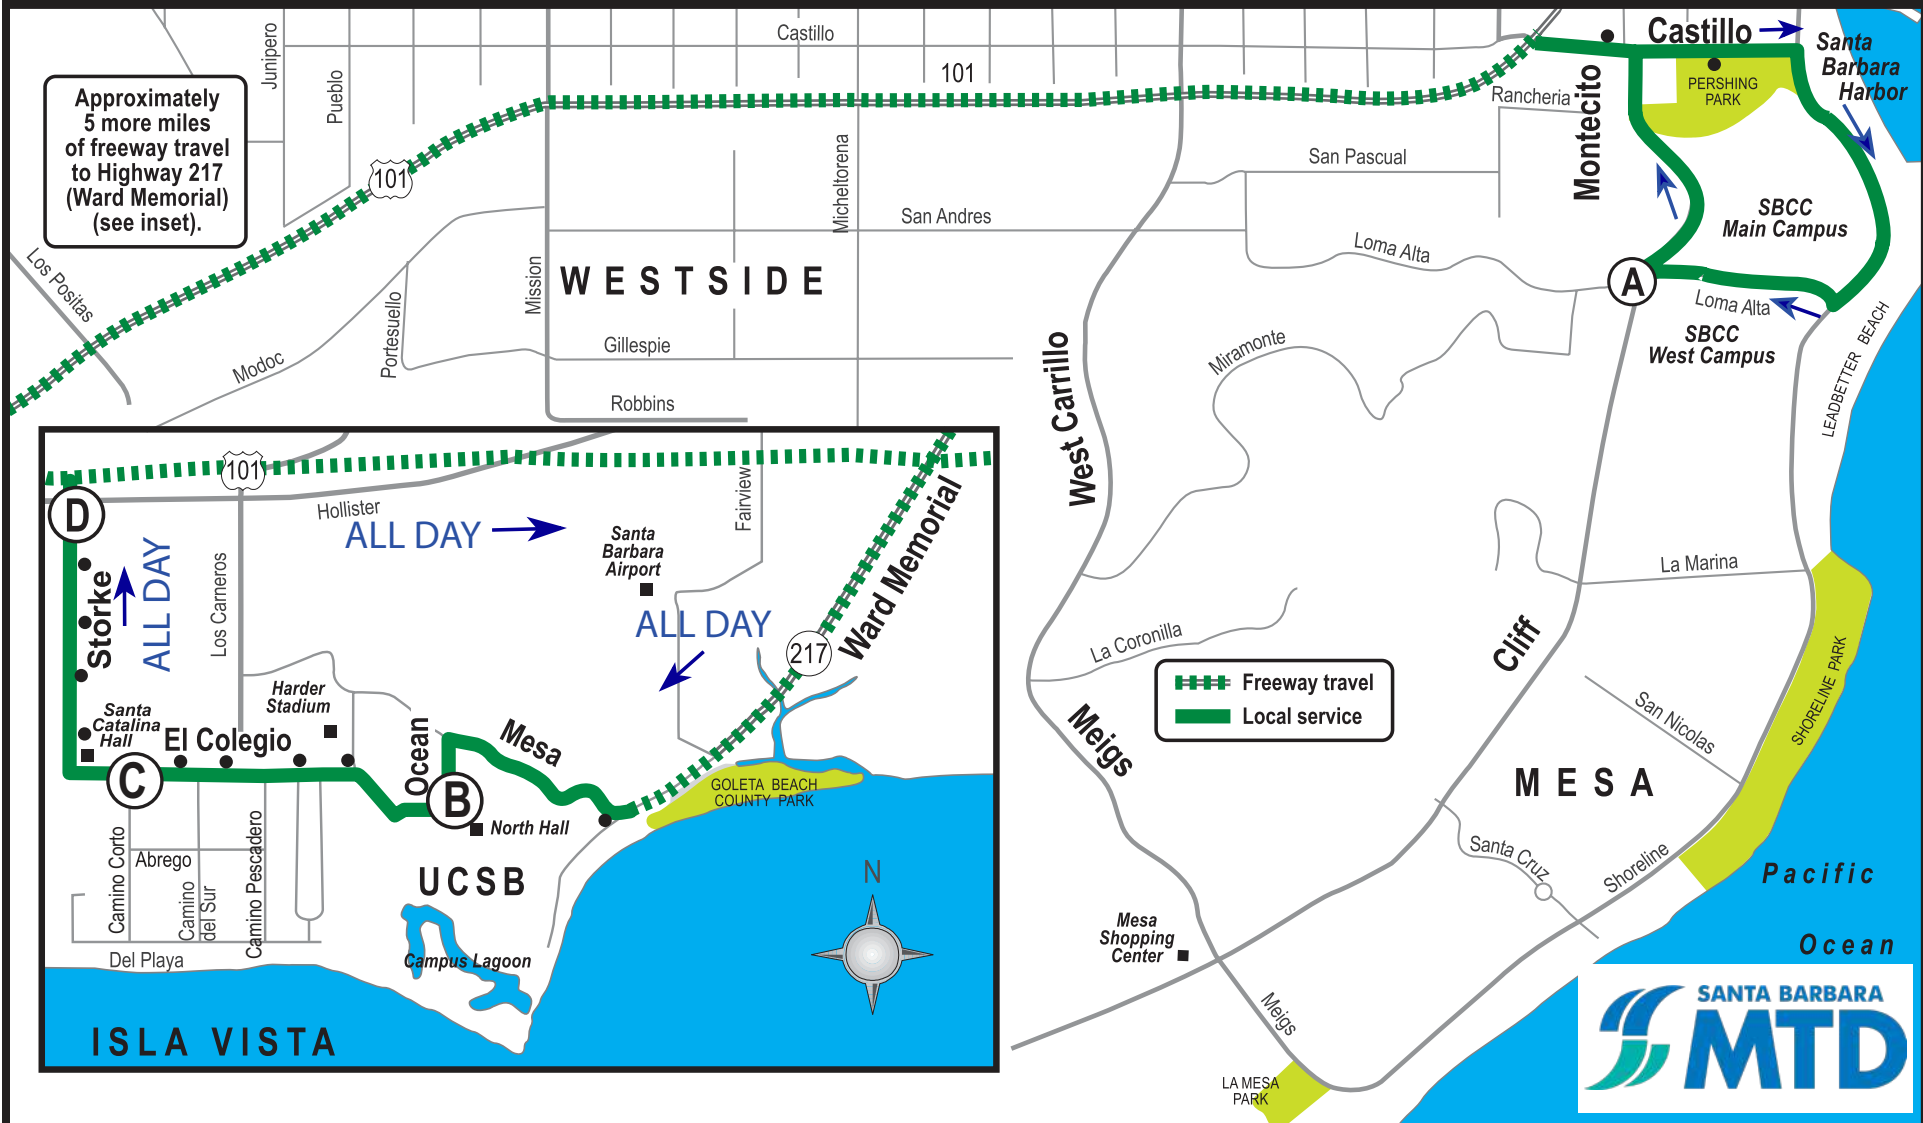 Castillo
Castillo
Santa
Barbara
Harbor
Junipero
Pueblo
101
Approximately
5 more miles
of freeway travel
to Highway 217
(Ward Memorial)
(see inset).
101
Micheltorena
Rancheria
Montecito
PERSHING
PARK
San Pascual
San Andres
SBCC
Main Campus
Los Positas
Modoc
Portesuello
Mission
WESTSIDE
Loma Alta
A
Loma Alta
SBCC
West Campus
LEADBETTER BEACH
Gillespie
Robbins
West Carrillo
Miramonte
101
D
Hollister
ALL DAY
Santa
Barbara
Airport
Fairview
Ward Memorial
ALL DAY
Storke
ALL DAY
Los Carneros
217
Harder
Stadium
Santa
Catalina
Hall
El Colegio
C
Ocean
Mesa
B
North Hall
GOLETA BEACH
COUNTY PARK
UCSB
Camino Corto
Abrego
Camino
del Sur
Camino Pescadero
Del Playa
Campus Lagoon
N
ISLA VISTA
La Coronilla
Freeway travel
Local service
Meigs
Cliff
La Marina
San Nicolas
SHORELINE PARK
MESA
Santa Cruz
Shoreline
Pacific
Ocean
Mesa
Shopping
Center
Meigs
LA MESA
PARK
SANTA BARBARA
MTD